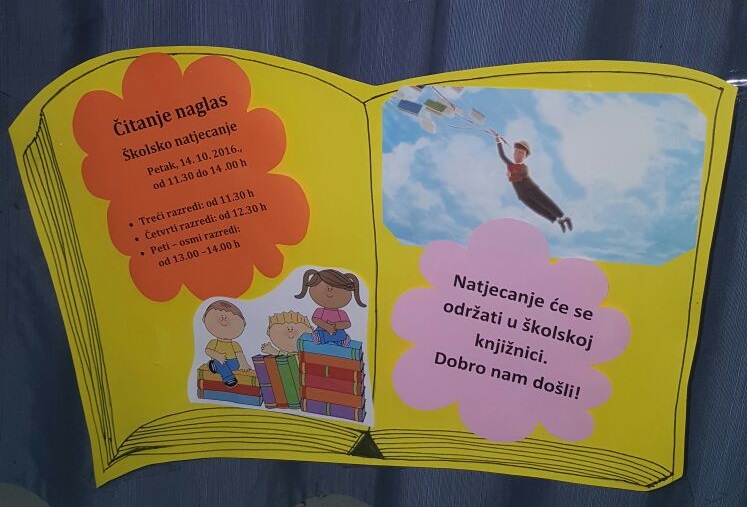 Čitanje naglas
Školsko natjecanje
Petak, 14. 10. 2016.,
od 11.30 do 14 .00 h
• Treći razredi: od 11.30 h
• Četvrti razredi: od 12.30 h
• Peti – osmi razredi:
od 13.00 –14.00 h
Natjecanje će se
održati u školskoj
knjižnici.
Dobro nam došli!